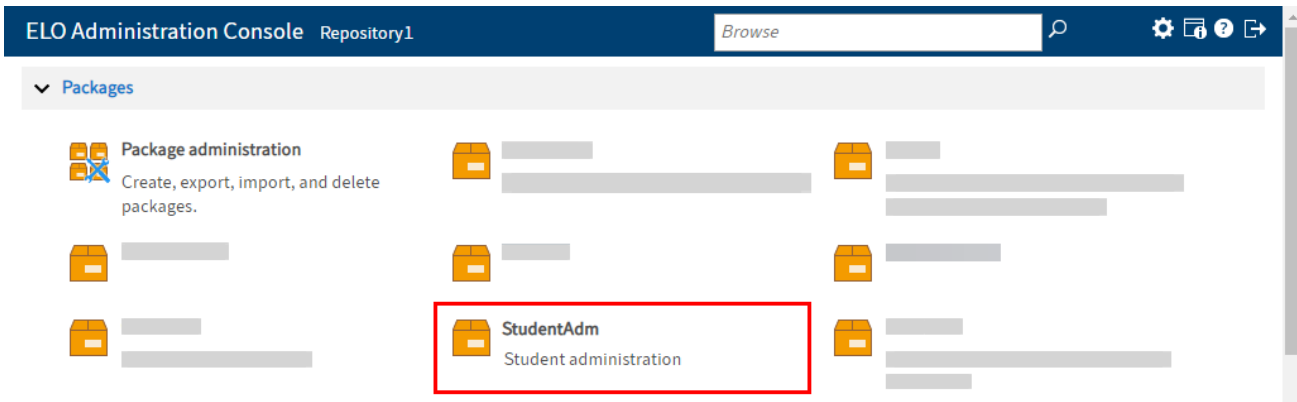 ELO Administration Console Repository1
Browse
Packages
Package administration
Create, export, import, and delete
packages.
StudentAdm
Student administration